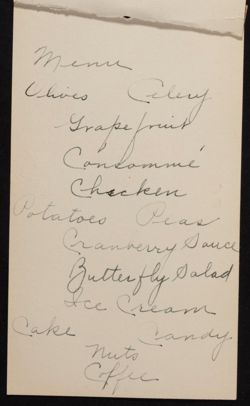 Menu
Olives Celery
Grapefruit
Consommé
Chicken
Potatoes Peas
Cranberry Sauce
Butterfly Salad
Ice Cream
Cake Candy
Nuts
Coffee